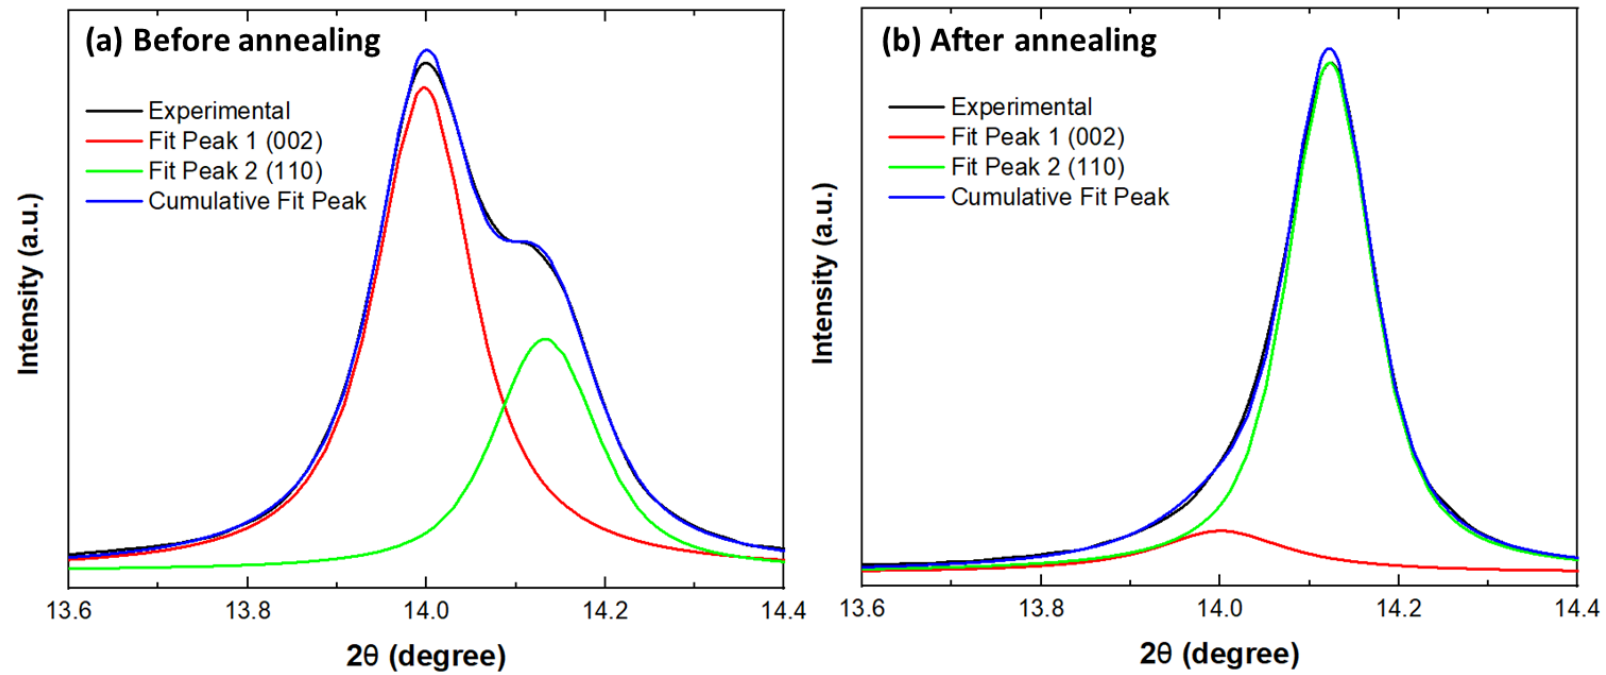 (a) Before annealing
Experimental
Fit Peak 1 (002)
Fit Peak 2 (110)
Cumulative Fit Peak
Intensity (a.u.)
13.6 13.8 14.0 14.2 14.4
2θ (degree)
(b) After annealing
Experimental
Fit Peak 1 (002)
Fit Peak 2 (110)
Cumulative Fit Peak
Intensity (a.u.)
13.6 13.8 14.0 14.2 14.4
2θ (degree)